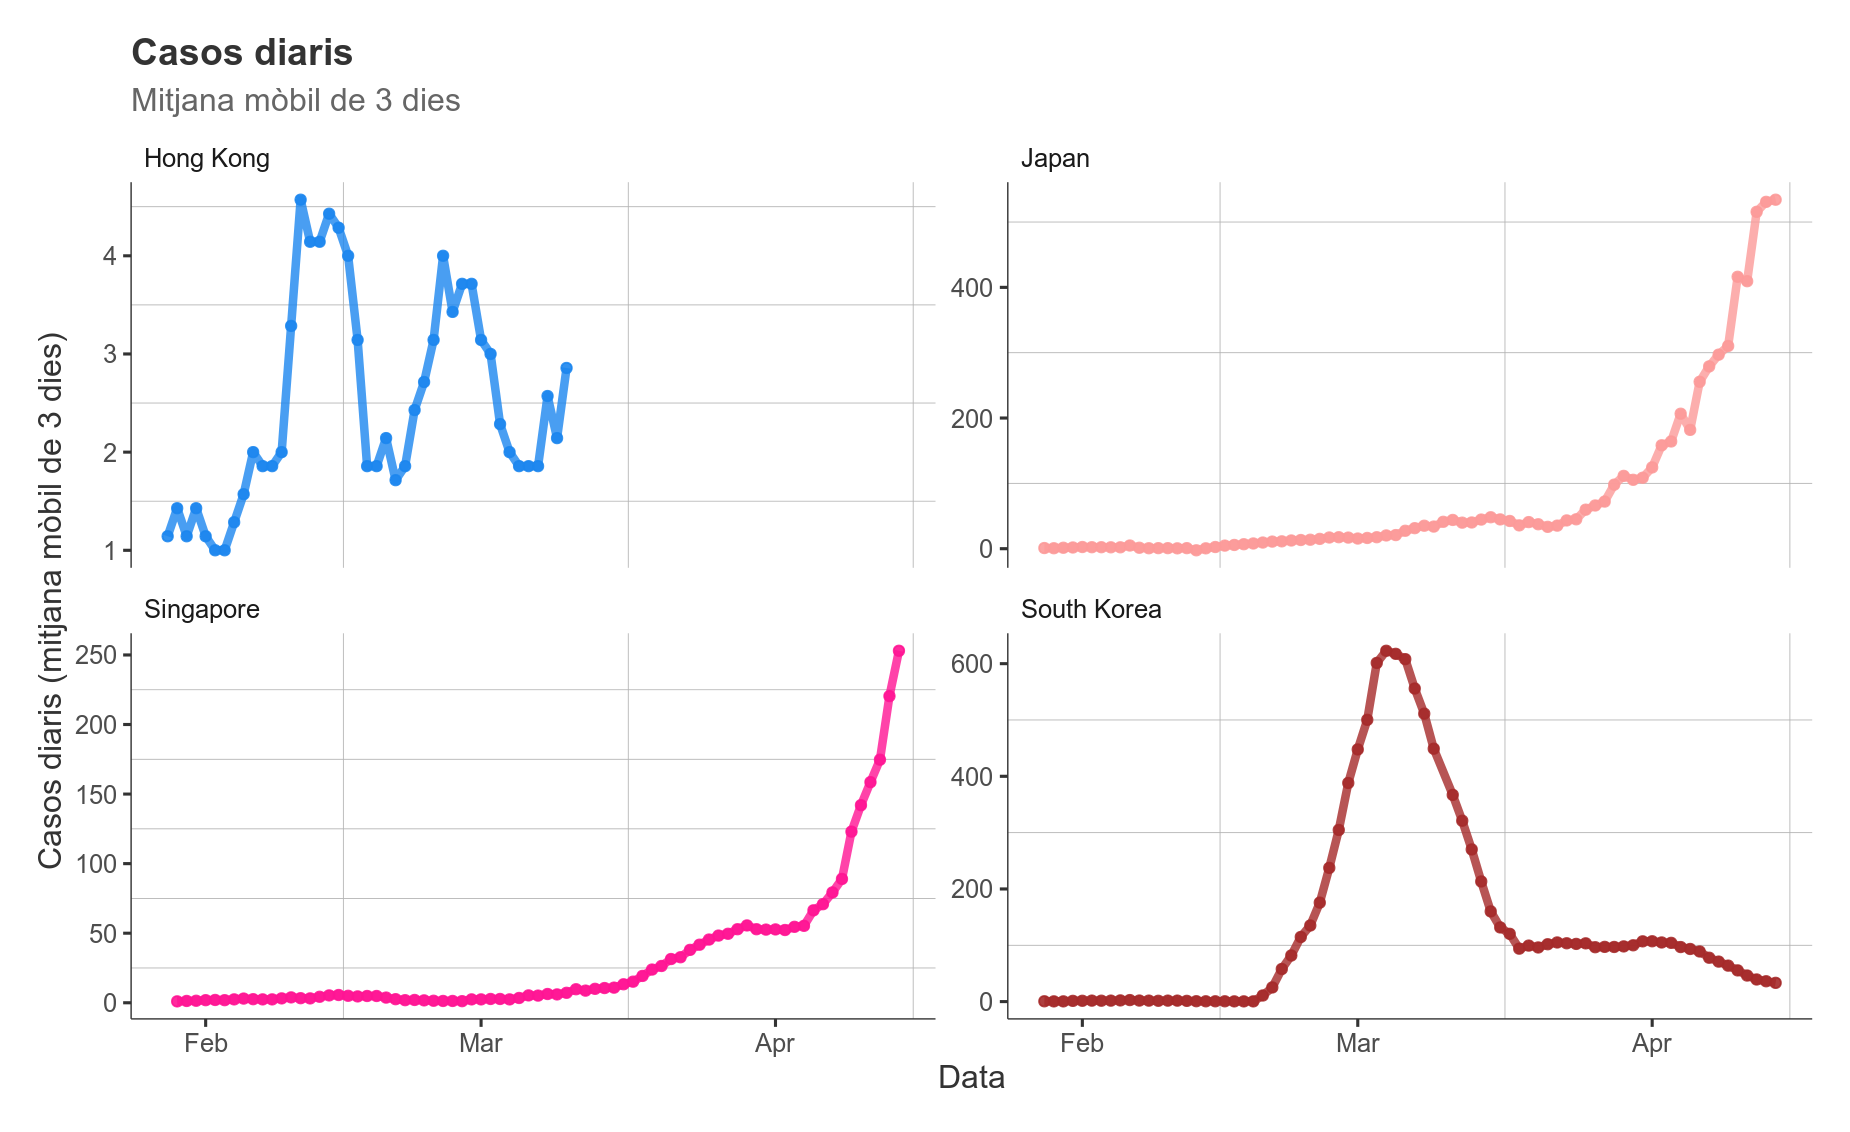 Casos diaris
Mitjana mòbil de 3 dies
Casos diaris (mitjana mòbil de 3 dies)
Hong Kong
4
3
2
1
Japan
400
200
0
Singapore
250
200
150
100
50
0
Feb
Mar
Apr
South Korea
600
400
200
0
Feb
Mar
Apr
Data